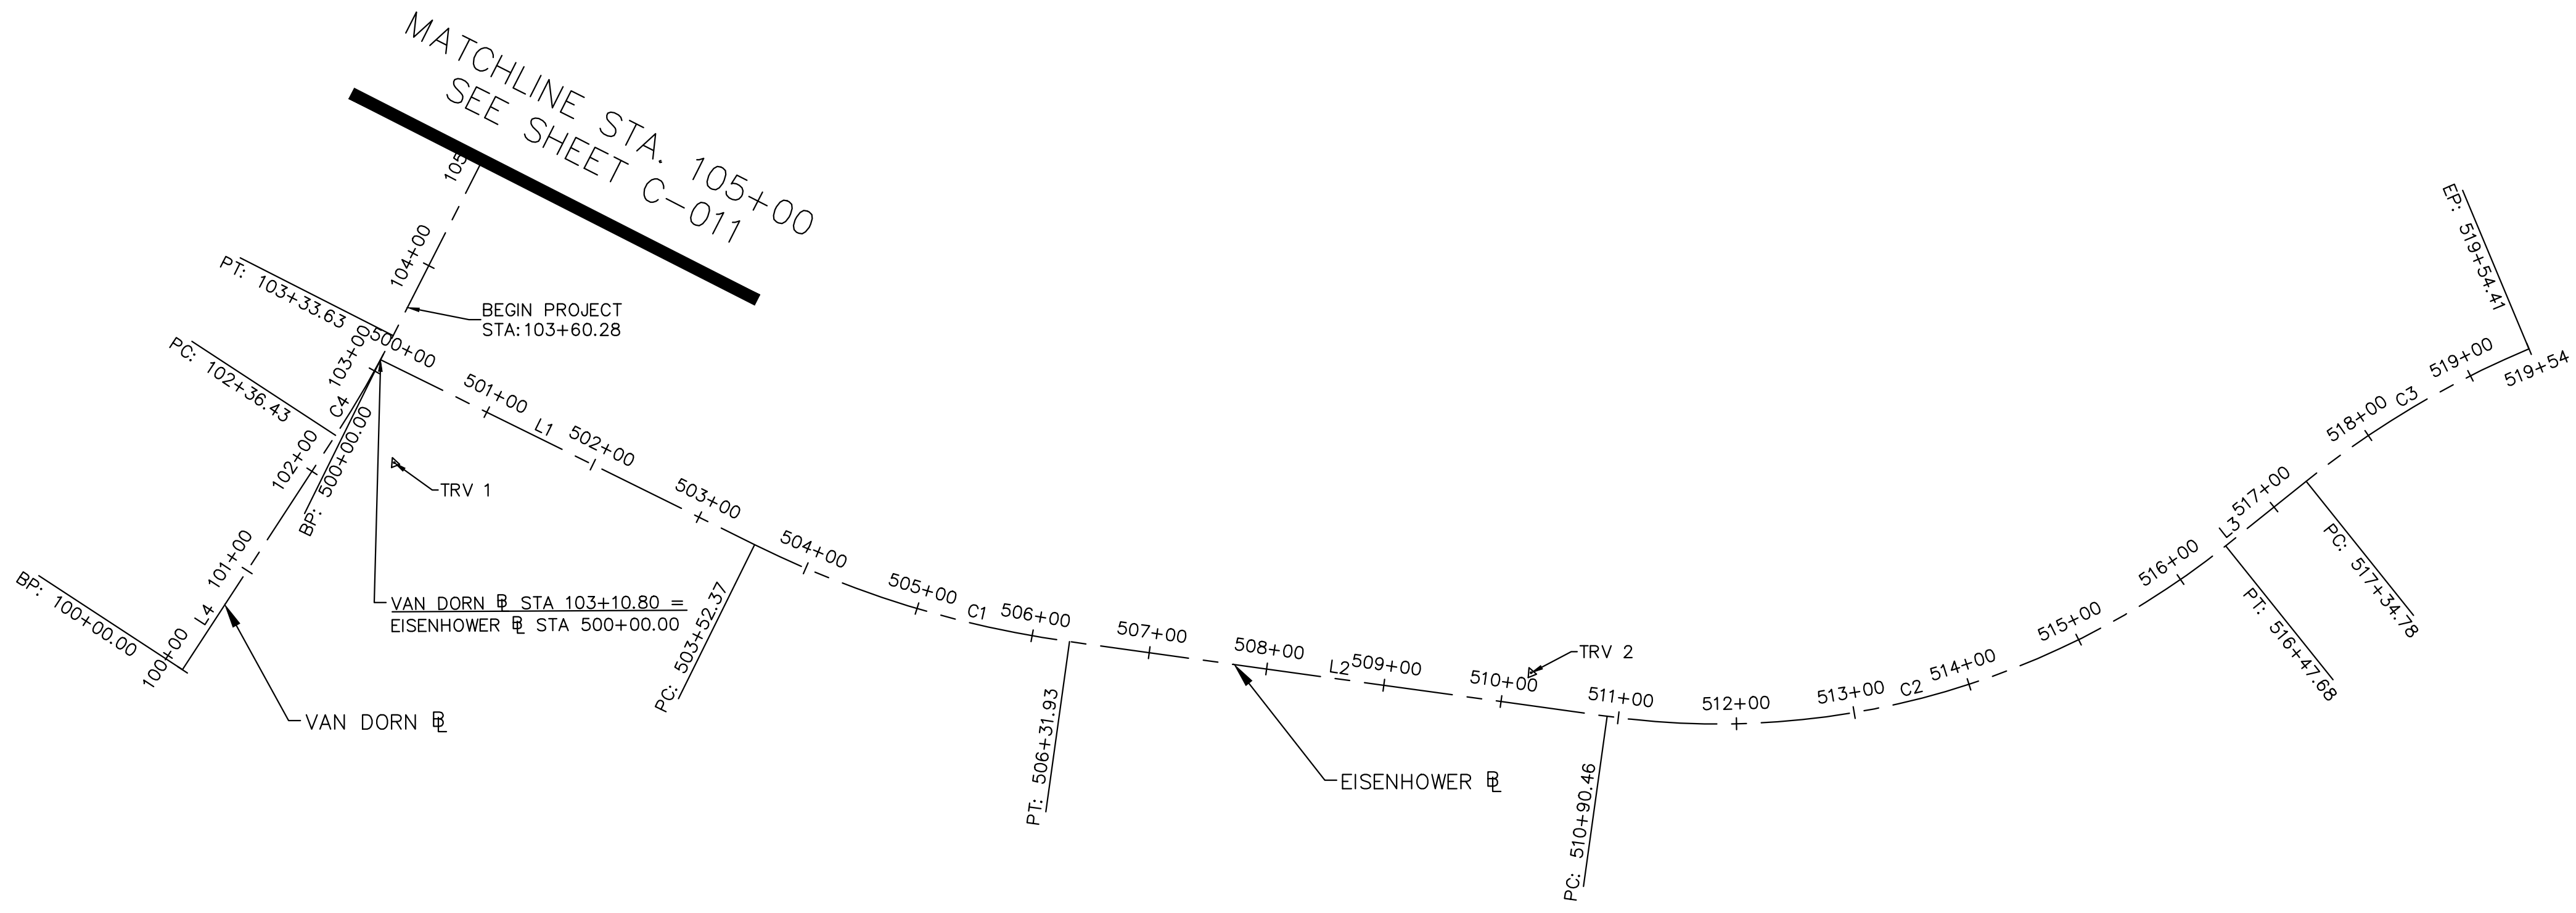 MATCHLINE STA. 105+00
SEE SHEET C-011
105
104+00
PT: 103+33.63
BEGIN PROJECT
STA:103+60.28
103+00
500+00
PC: 102+36.43
C4
102+00
BP: 500+00.00
101+00
BP: 100+00.00
L4
100+00
VAN DORN BL
TRV 1
VAN DORN BL STA 103+10.80 =
EISENHOWER BL STA 500+00.00
501+00
L1
502+00
503+00
PC: 503+52.37
504+00
505+00
C1
506+00
PT: 506+31.93
507+00
508+00
L2
509+00
EISENHOWER BL
510+00
TRV 2
PC: 510+90.46
511+00
512+00
513+00
C2
514+00
515+00
516+00
PT: 516+47.68
L3
517+00
PC: 517+34.78
518+00
C3
519+00
EP: 519+54.41
519+54